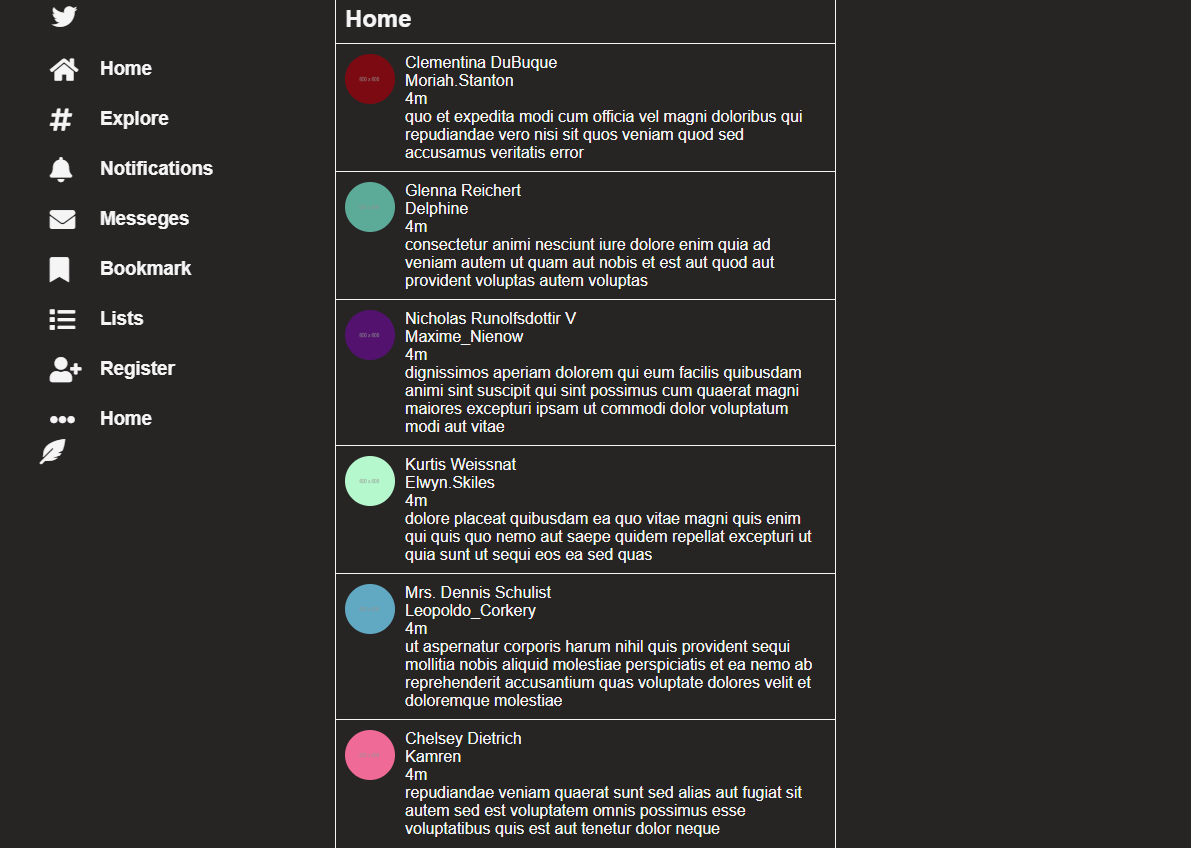 Home
Explore
Notifications
Messeges
Bookmark
Lists
Register
Home
Home
600 x 600
Clementina DuBuque
Moriah.Stanton
4m
quo et expedita modi cum officia vel magni doloribus qui
repudiandae vero nisi sit quos veniam quod sed
accusamus veritatis error
Glenna Reichert
Delphine
4m
consectetur animi nesciunt iure dolore enim quia ad
veniam autem ut quam aut nobis et est aut quod aut
provident voluptas autem voluptas
600 x 600
Nicholas Runolfsdottir V
Maxime_Nienow
4m
dignissimos aperiam dolorem qui eum facilis quibusdam
animi sint suscipit qui sint possimus cum quaerat magni
maiores excepturi ipsam ut commodi dolor voluptatum
modi aut vitae
600 x 600
Kurtis Weissnat
Elwyn.Skiles
4m
dolore placeat quibusdam ea quo vitae magni quis enim
qui quis quo nemo aut saepe quidem repellat excepturi ut
quia sunt ut sequi eos ea sed quas
Mrs. Dennis Schulist
Leopoldo_Corkery
4m
ut aspernatur corporis harum nihil quis provident sequi
mollitia nobis aliquid molestiae perspiciatis et ea nemo ab
reprehenderit accusantium quas voluptate dolores velit et
doloremque molestiae
Chelsey Dietrich
Kamren
4m
repudiandae veniam quaerat sunt sed alias aut fugiat sit
autem sed est voluptatem omnis possimus esse
voluptatibus quis est aut tenetur dolor neque